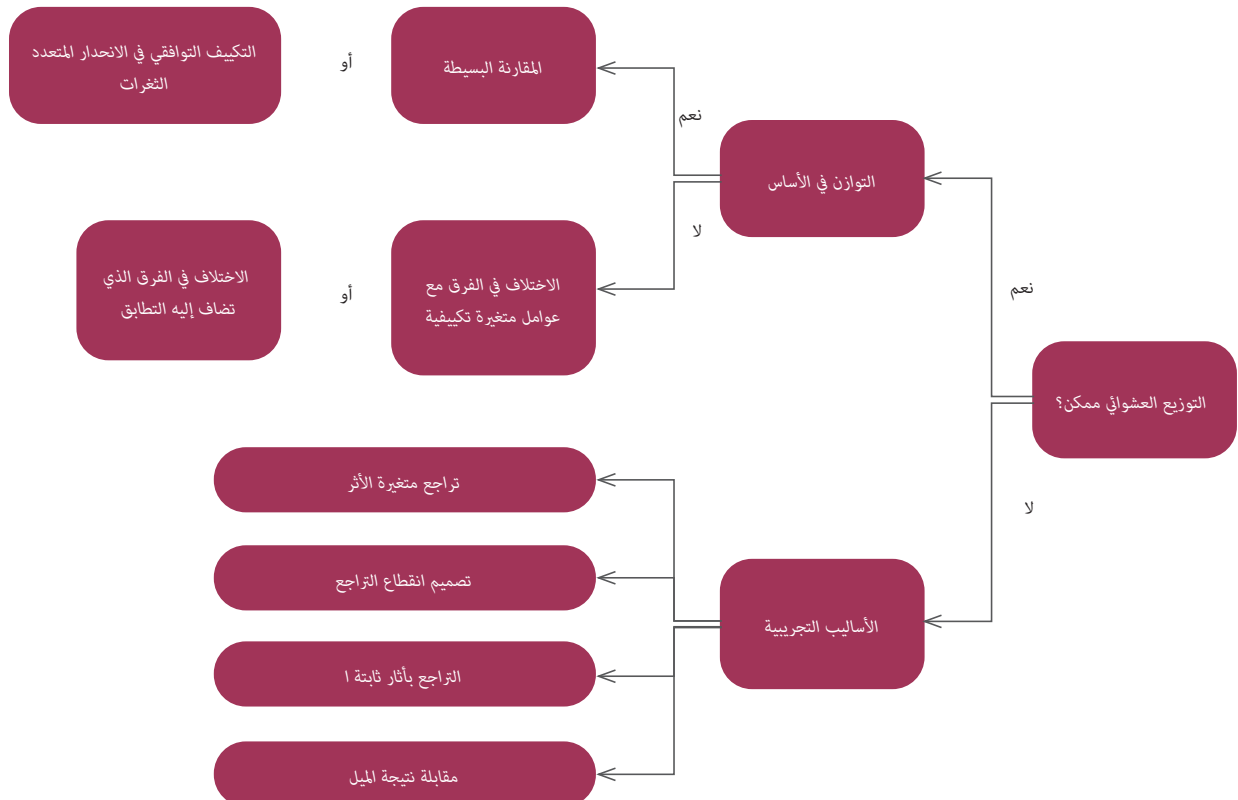 التوزيع العشوائي ممكن؟
نعم
لا
التوازن في الأساس
نعم
لا
المقارنة البسيطة
أو
التكييف التوافقي في الانحدار المتعدد
الثغرات
الاختلاف في الفرق مع
عوامل متغيرة تكييفية
أو
الاختلاف في الفرق الذي
تضاف إليه التطابق
الأساليب التجريبية
تراجع متغيرة الأثر
تصميم انقطاع التراجع
التراجع بأثار ثابتة ا
مقابلة نتيجة الميل